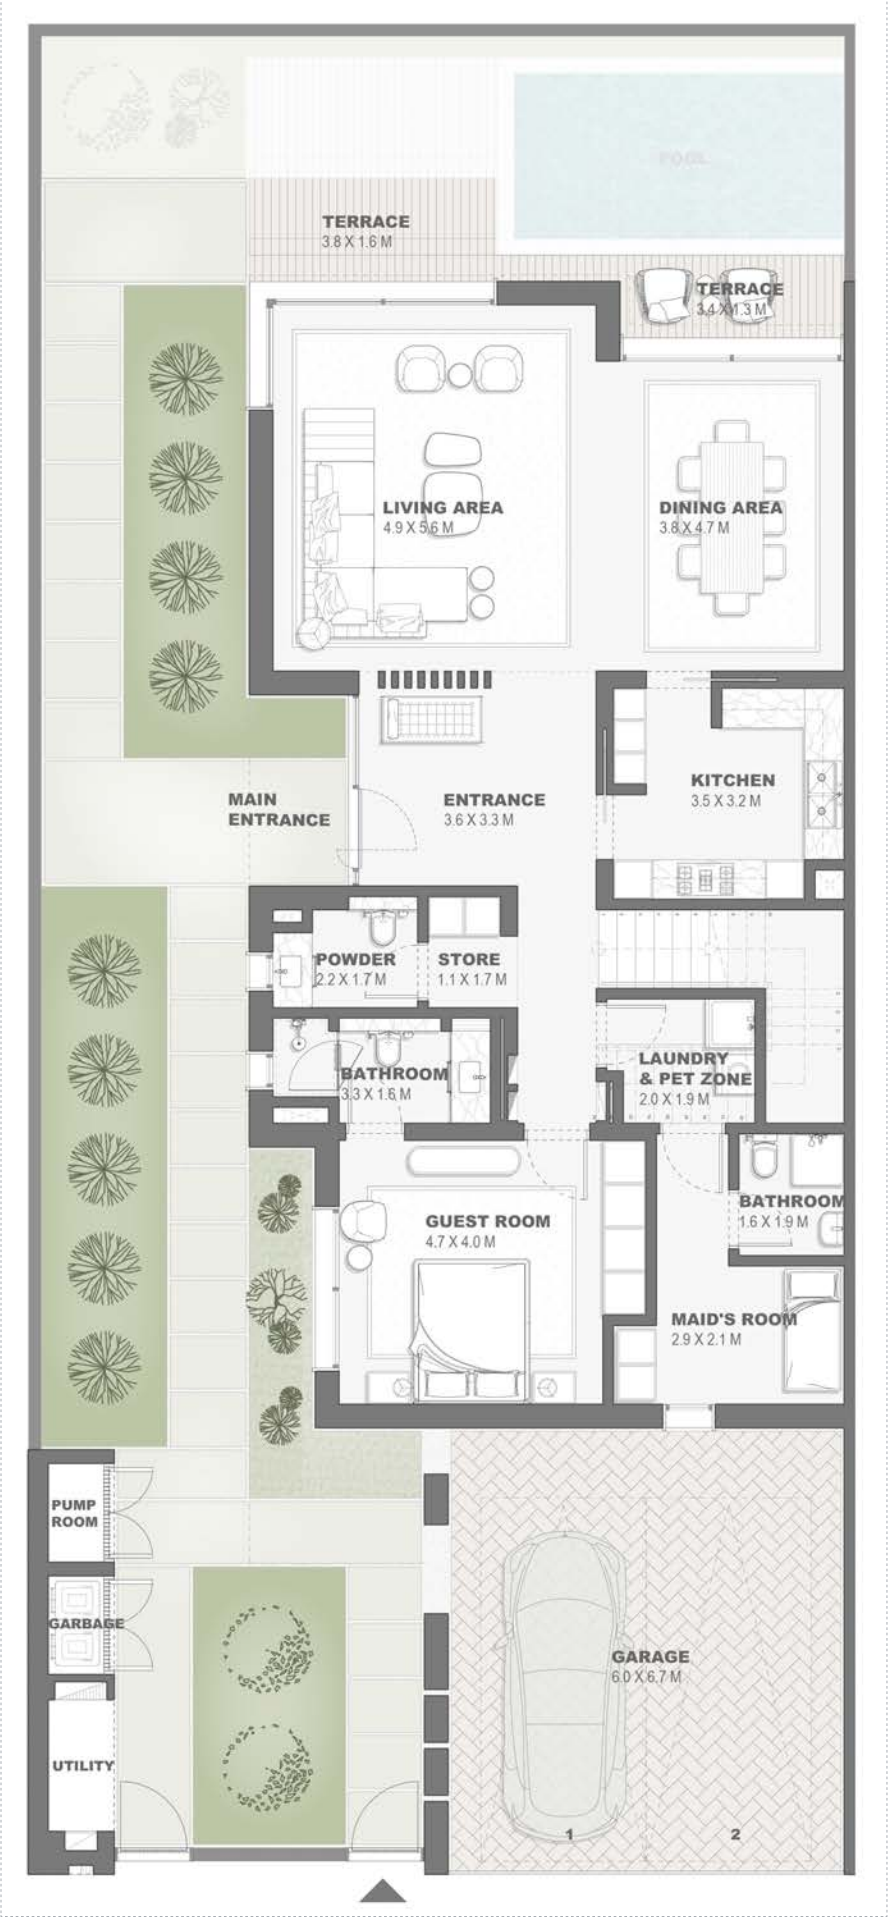 POOL
TERRACE
3.8 X 1.6 M
TERRACE
3.4 X 1.3 M
LIVING AREA
4.9 X 5.6 M
DINING AREA
3.8 X 4.7 M
KITCHEN
3.5 X 3.2 M
MAIN
ENTRANCE
ENTRANCE
3.6 X 3.3 M
POWDER
2.2 X 1.7 M
STORE
1.1 X 1.7 M
BATHROOM
3.3 X 1.6 M
LAUNDRY
& PET ZONE
2.0 X 1.9 M
BATHROOM
1.6 X 1.9 M
GUEST ROOM
4.7 X 4.0 M
MAID'S ROOM
2.9 X 2.1 M
PUMP
ROOM
GARBAGE
GARAGE
6.0 X 6.7 M
UTILITY
1
2